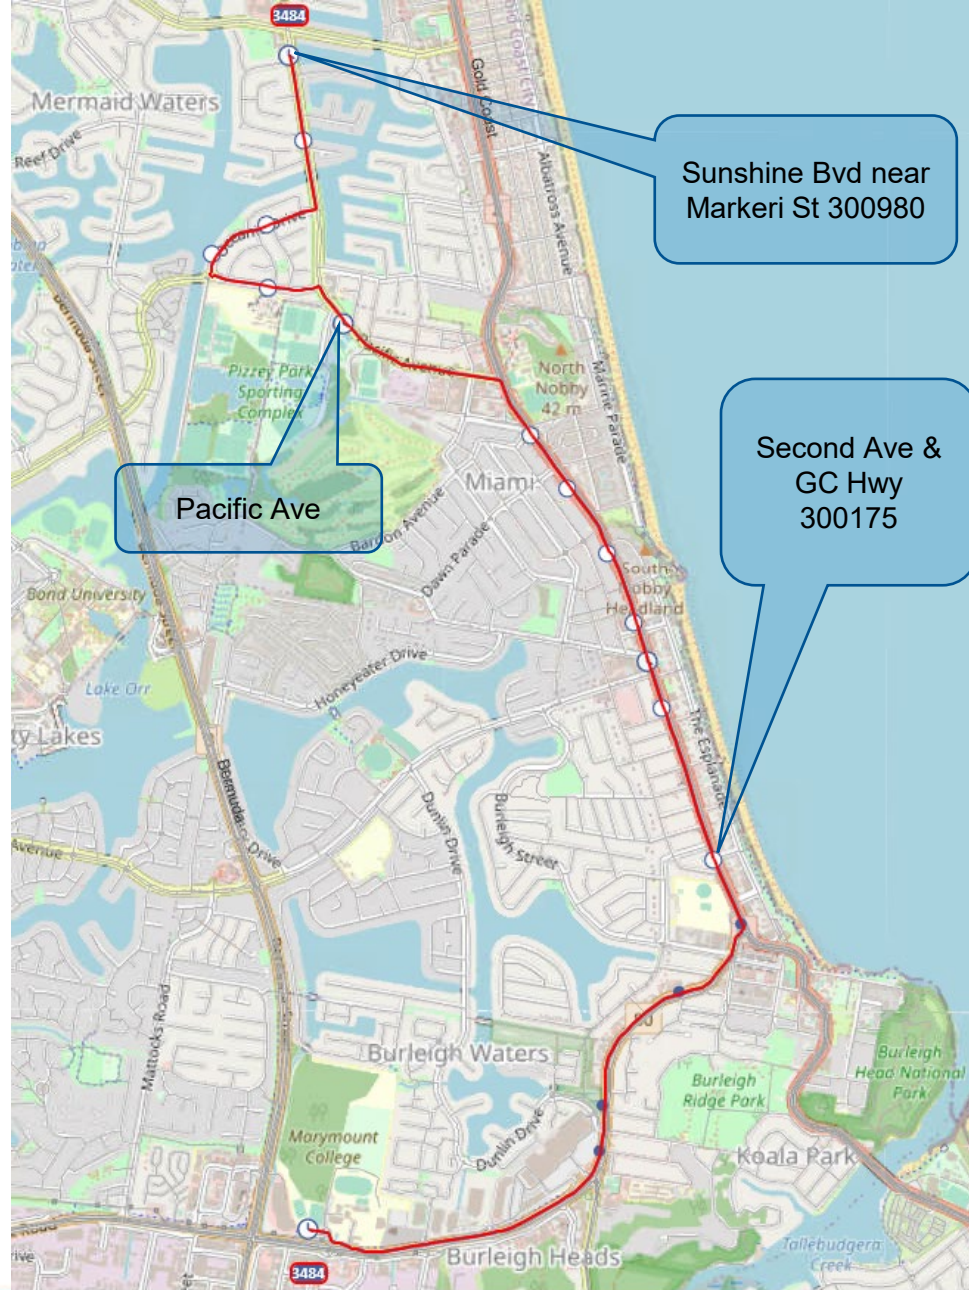 3484
Mermaid Waters
Reef Drive
Gold Coast
Albatross Avenue
Sunshine Bvd near
Markeri St 300980
Pacific Avenue
Pizzey Park
Sporting
Complex
North
Nobby
42 m
Marine Parade
Pacific Ave
Miami
Second Ave &
GC Hwy
300175
Dawn Parade
Bond University
South
Nobby
Headland
Honeyeater Drive
Lake Orr
ty Lakes
The Esplanade
Bermuda
Drive
Dunlin Drive
Burleigh Street
Avenue
Mattocks Road
Burleigh Waters
Burleigh
Head National
Park
Burleigh
Ridge Park
Marymount
College
Dunlin Drive
Koala Park
Road
Burleigh Heads
Tallebudgera
Creek
3484